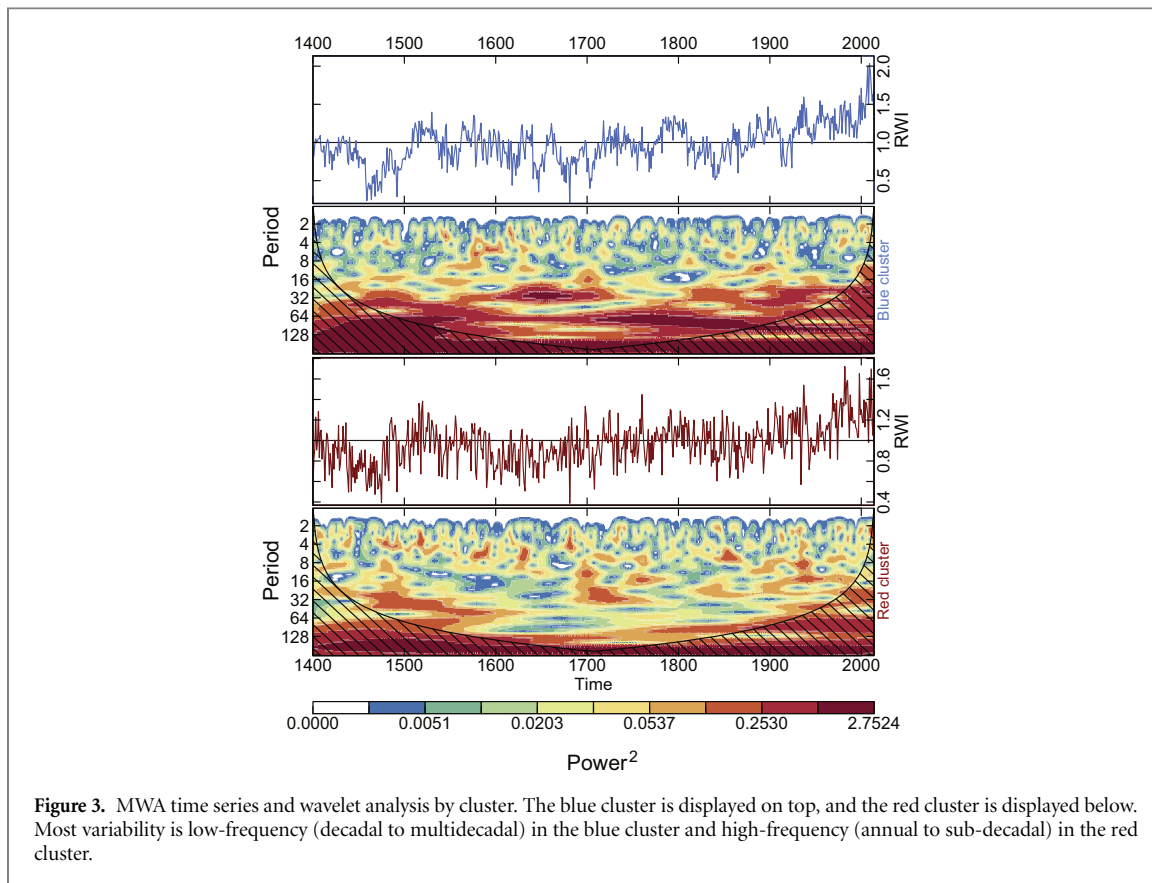 1400 1500 1600 1700 1800 1900 2000
2.0
1.5
1.0
0.5
RWI
Period
2
4
8
16
32
64
128
Blue cluster
1.6
1.2
0.8
0.4
RWI
Period
2
4
8
16
32
64
128
Red cluster
1400 1500 1600 1700 1800 1900 2000
Time
0.0000 0.0051 0.0203 0.0537 0.2530 2.7524
Power²
Figure 3. MWA time series and wavelet analysis by cluster. The blue cluster is displayed on top, and the red cluster is displayed below.
Most variability is low-frequency (decadal to multidecadal) in the blue cluster and high-frequency (annual to sub-decadal) in the red
cluster.